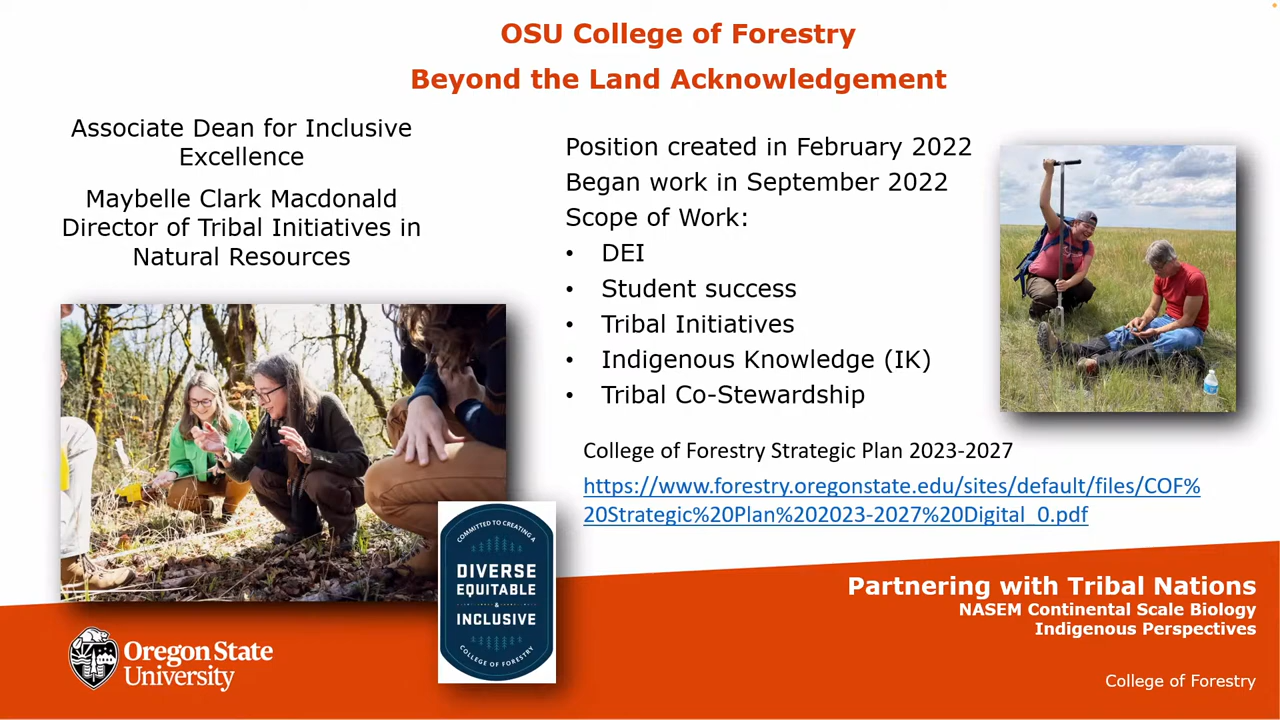 OSU College of Forestry
Beyond the Land Acknowledgement
Associate Dean for Inclusive
Excellence
Maybelle Clark Macdonald
Director of Tribal Initiatives in
Natural Resources
Position created in February 2022
Began work in September 2022
Scope of Work:
• DEI
• Student success
• Tribal Initiatives
• Indigenous Knowledge (IK)
• Tribal Co-Stewardship
College of Forestry Strategic Plan 2023-2027
https://www.forestry.oregonstate.edu/sites/default/files/COF%
20Strategic%20Plan%202023-2027%20Digital_0.pdf
COMMITTED TO CREATING A
DIVERSE
EQUITABLE
&
INCLUSIVE
COLLEGE OF FORESTRY
Oregon State
University
Partnering with Tribal Nations
NASEM Continental Scale Biology
Indigenous Perspectives
College of Forestry